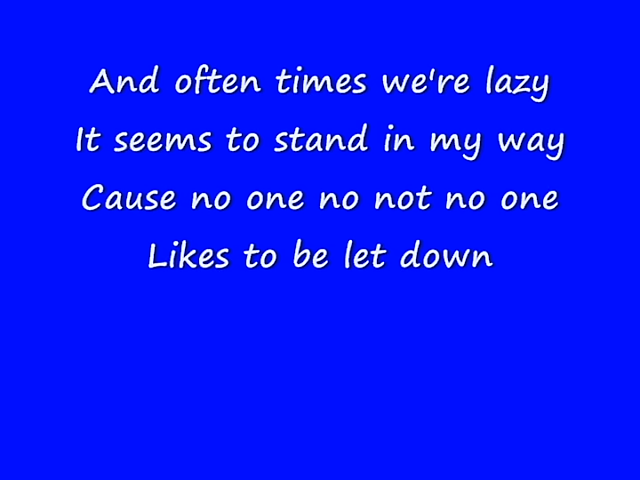 And often times we're lazy
It seems to stand in my way
Cause no one no not no one
Likes to be let down